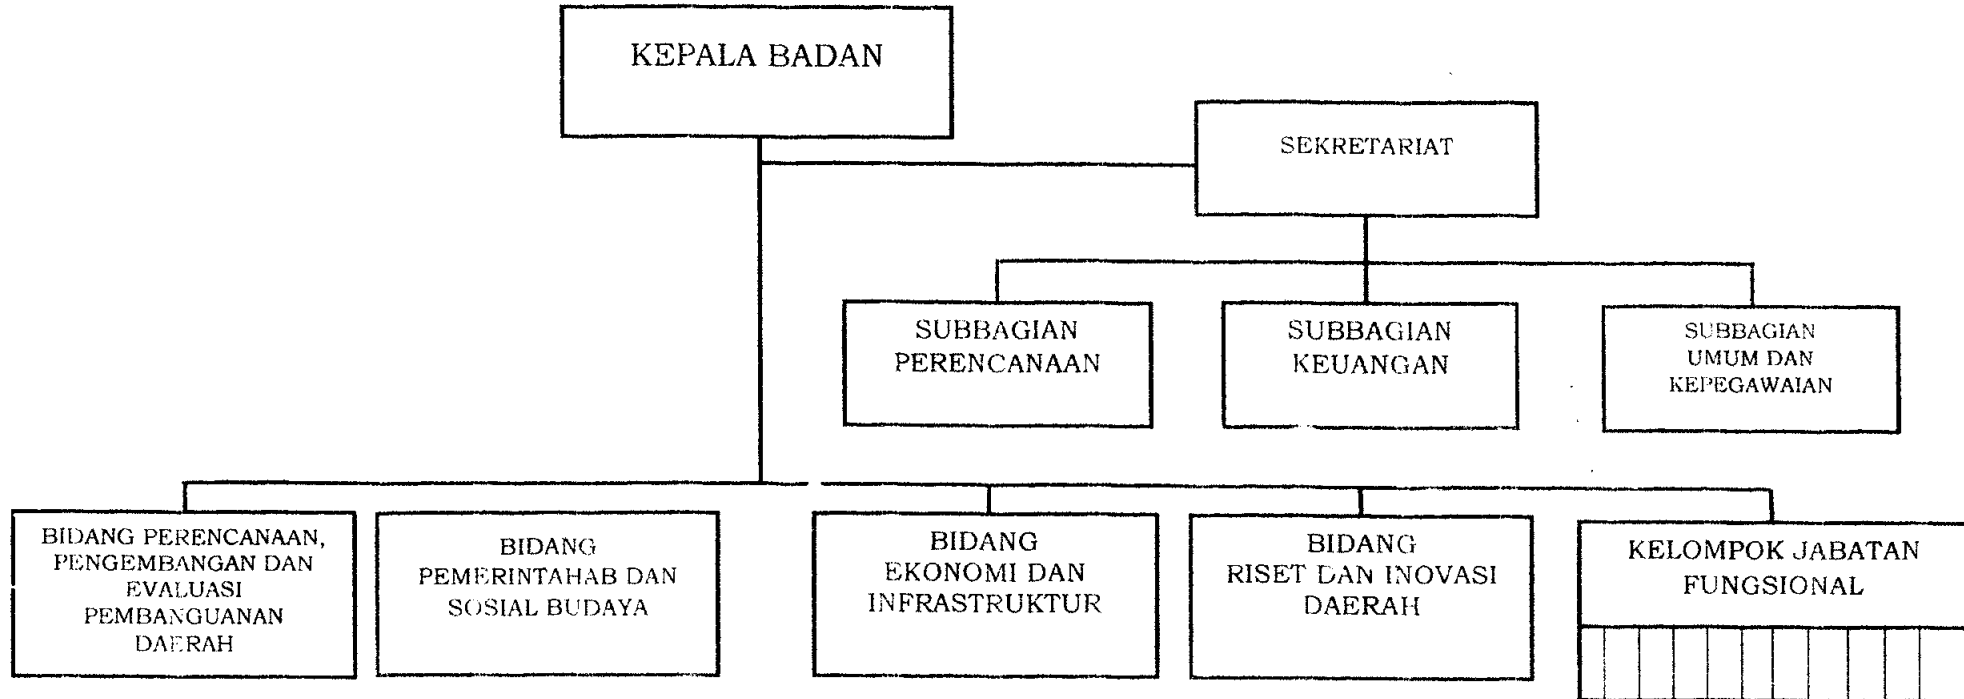 KEPALA BADAN
SEKRETARIAT
SUBBAGIAN
PERENCANAAN
SUBBAGIAN
KEUANGAN
SUBBAGIAN
UMUM DAN
KEPEGAWAIAN
BIDANG PERENCANAAN,
PENGEMBANGAN DAN
EVALUASI
PEMBANGUANAN
DAERAH
BIDANG
PEMERINTAHAB DAN
SOSIAL BUDAYA
BIDANG
EKONOMI DAN
INFRASTRUKTUR
BIDANG
RISET DAN INOVASI
DAERAH
KELOMPOK JABATAN
FUNGSIONAL